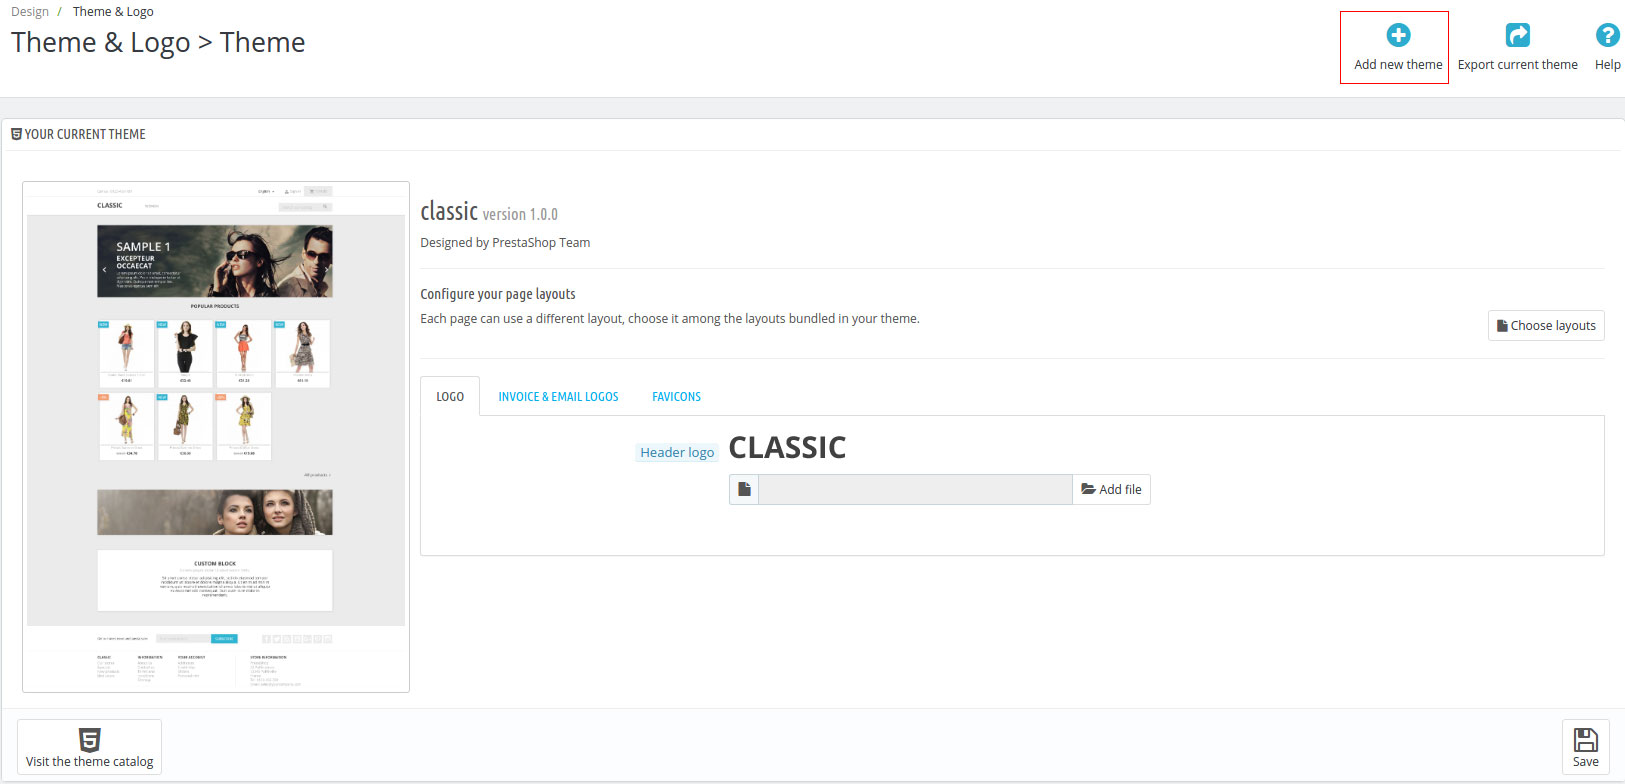 Design / Theme & Logo
Theme & Logo > Theme
Add new theme
Export current theme
Help
YOUR CURRENT THEME
English
CLASSIC
SAMPLE 1
EXCEPTEUR
OCCAECAT
POPULAR PRODUCTS
All products
CUSTOM BLOCK
classic version 1.0.0
Designed by PrestaShop Team
Configure your page layouts
Each page can use a different layout, choose it among the layouts bundled in your theme.
Choose layouts
LOGO
INVOICE & EMAIL LOGOS
FAVICONS
Header logo
CLASSIC
Add file
Visit the theme catalog
Save